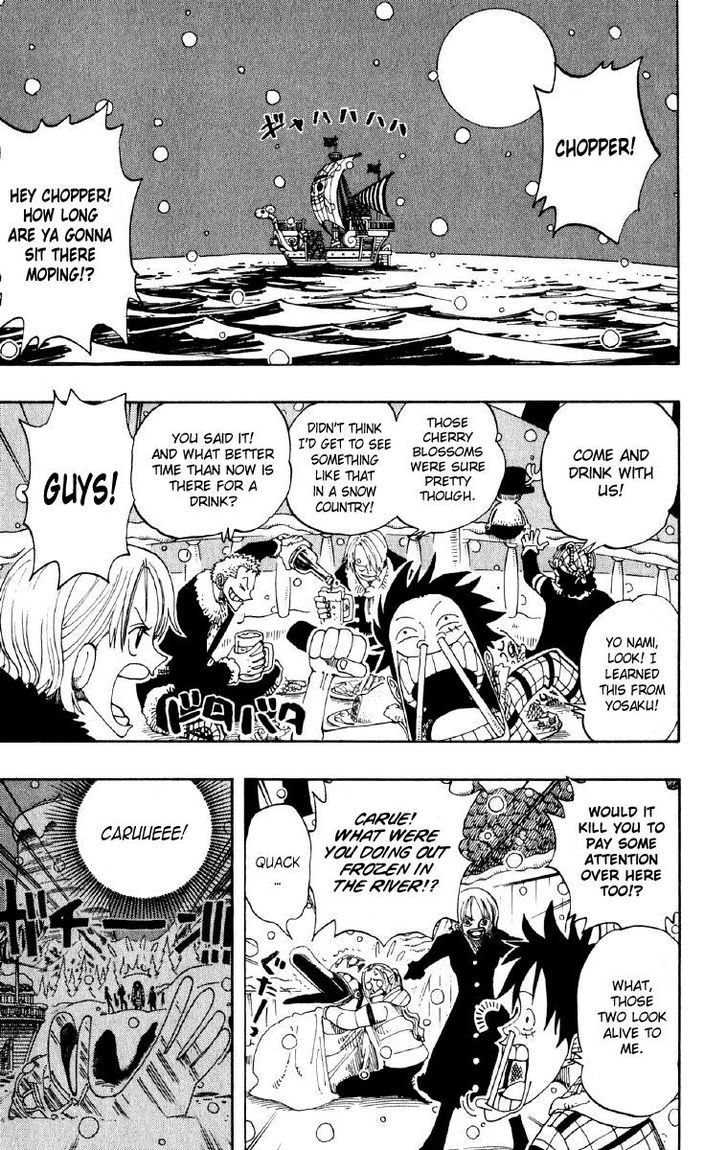 CHOPPER!
ギャハハハハハ
HEY CHOPPER!
HOW LONG
ARE YA GONNA
SIT THERE
MOPING!?
COME AND
DRINK WITH
US!
THOSE
CHERRY
BLOSSOMS
WERE SURE
PRETTY
THOUGH.
DIDN'T THINK
I'D GET TO SEE
SOMETHING
LIKE THAT
IN A SNOW
COUNTRY!
YOU SAID IT!
AND WHAT BETTER
TIME THAN NOW
IS THERE FOR A
DRINK?
GUYS!
YO NAMI,
LOOK! I
LEARNED
THIS FROM
YOSAKU!
ドタバタ
WOULD IT
KILL YOU TO
PAY SOME
ATTENTION
OVER HERE
TOO!?
CARUE!
WHAT WERE
YOU DOING OUT
FROZEN IN
THE RIVER!?
QUACK
...
ぐた!!
WHAT,
THOSE
TWO LOOK
ALIVE TO
ME.
CARUUEEE!
ガチーーン!!!